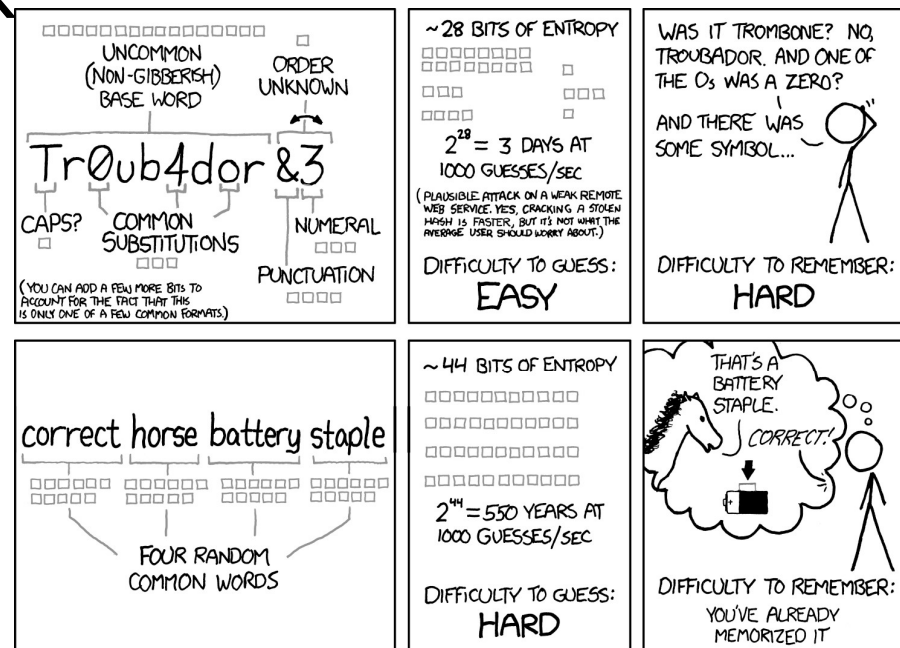 UNCOMMON
(NON-GIBBERISH)
BASE WORD
ORDER
UNKNOWN
Tr0ub4dor &3
CAPS?
COMMON
SUBSTITUTIONS
NUMERAL
PUNCTUATION
(YOU CAN ADD A FEW MORE BITS TO
ACCOUNT FOR THE FACT THAT THIS
IS ONLY ONE OF A FEW COMMON FORMATS.)
~28 BITS OF ENTROPY
2^28 = 3 DAYS AT
1000 GUESSES/SEC
(PLAUSIBLE ATTACK ON A WEAK REMOTE
WEB SERVICE. YES, CRACKING A STOLEN
HASH IS FASTER, BUT IT'S NOT WHAT THE
AVERAGE USER SHOULD WORRY ABOUT.)
DIFFICULTY TO GUESS:
EASY
WAS IT TROMBONE? NO,
TROUBADOR. AND ONE OF
THE Os WAS A ZERO?
AND THERE WAS
SOME SYMBOL...
DIFFICULTY TO REMEMBER:
HARD
correct horse battery staple
FOUR RANDOM
COMMON WORDS
~44 BITS OF ENTROPY
2^44 = 550 YEARS AT
1000 GUESSES/SEC
DIFFICULTY TO GUESS:
HARD
THAT'S A
BATTERY
STAPLE.
CORRECT!
DIFFICULTY TO REMEMBER:
YOU'VE ALREADY
MEMORIZED IT